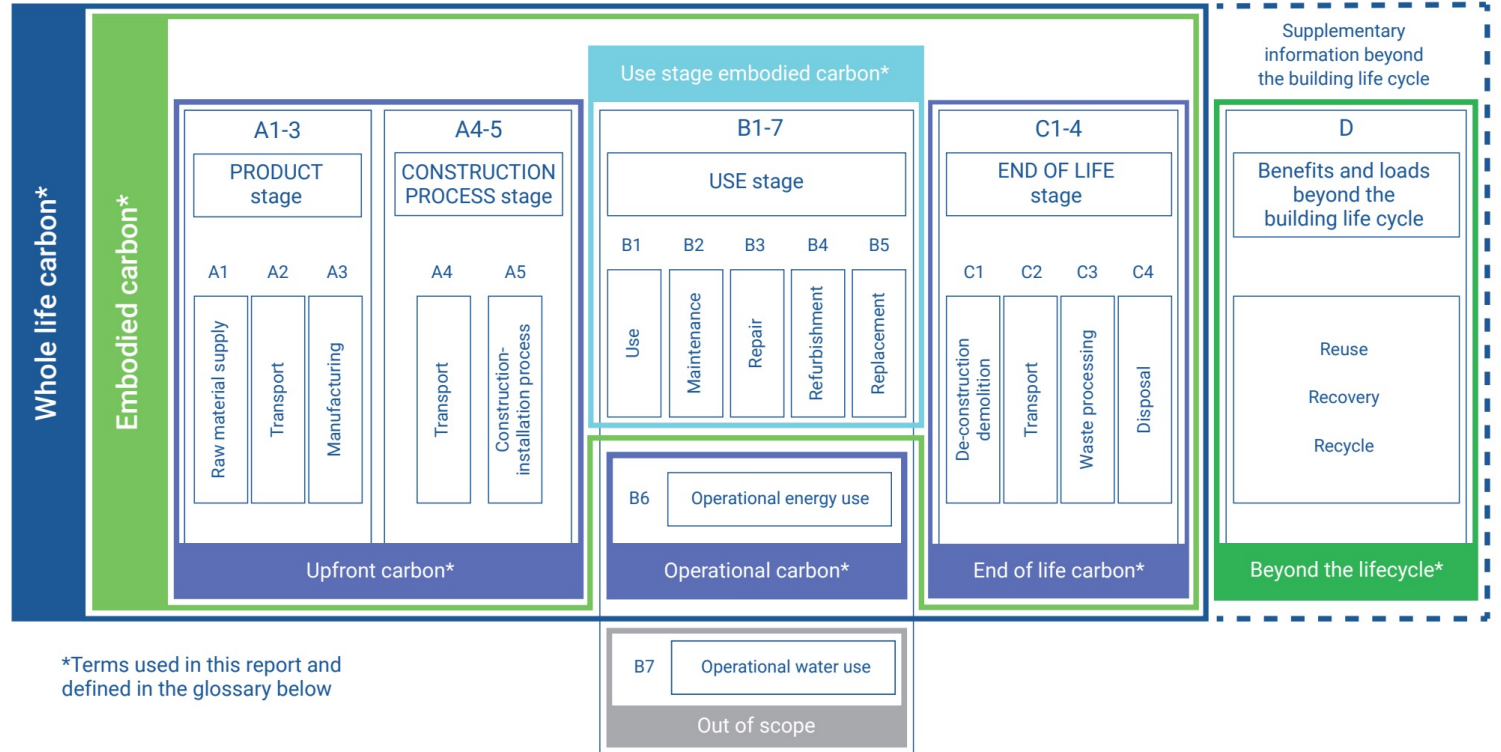 Whole life carbon*
Embodied carbon*
Use stage embodied carbon*
Supplementary
information beyond
the building life cycle
A1-3
PRODUCT
stage
A1
A2
A3
Raw material supply
Transport
Manufacturing
A4-5
CONSTRUCTION
PROCESS stage
A4
A5
Transport
Construction-
installation process
Upfront carbon*
B1-7
USE stage
B1
B2
B3
B4
B5
Use
Maintenance
Repair
Refurbishment
Replacement
B6
Operational energy use
Operational carbon*
B7
Operational water use
Out of scope
C1-4
END OF LIFE
stage
C1
C2
C3
C4
De-construction
demolition
Transport
Waste processing
Disposal
End of life carbon*
D
Benefits and loads
beyond the
building life cycle
Reuse
Recovery
Recycle
Beyond the lifecycle*
*Terms used in this report and
defined in the glossary below